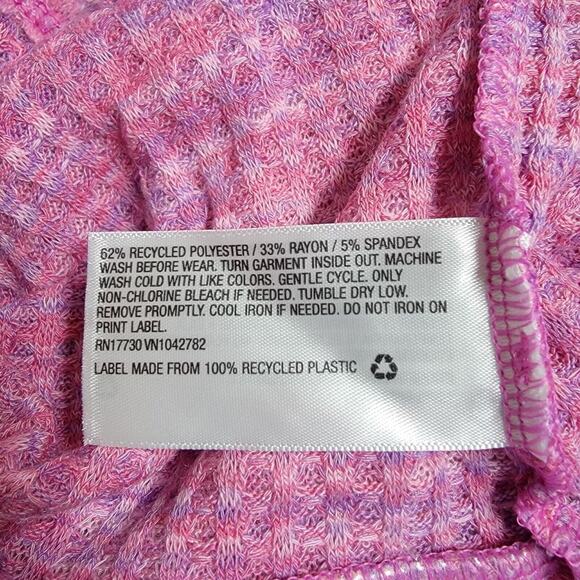 62% RECYCLED POLYESTER / 33% RAYON / 5% SPANDEX
WASH BEFORE WEAR. TURN GARMENT INSIDE OUT. MACHINE
WASH COLD WITH LIKE COLORS. GENTLE CYCLE. ONLY
NON-CHLORINE BLEACH IF NEEDED. TUMBLE DRY LOW.
REMOVE PROMPTLY. COOL IRON IF NEEDED. DO NOT IRON ON
PRINT LABEL.
RN17730 VN1042782
LABEL MADE FROM 100% RECYCLED PLASTIC